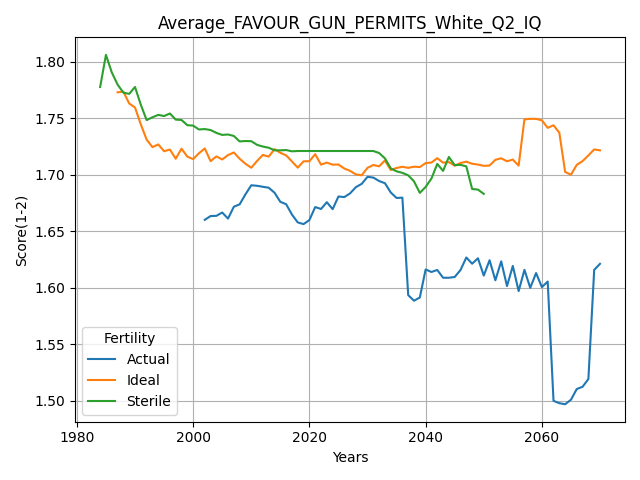 Average_FAVOUR_GUN_PERMITS_White_Q2_IQ
Score(1-2)
1.80
1.75
1.70
1.65
1.60
1.55
1.50
Fertility
Actual
Ideal
Sterile
1980
2000
2020
2040
2060
Years